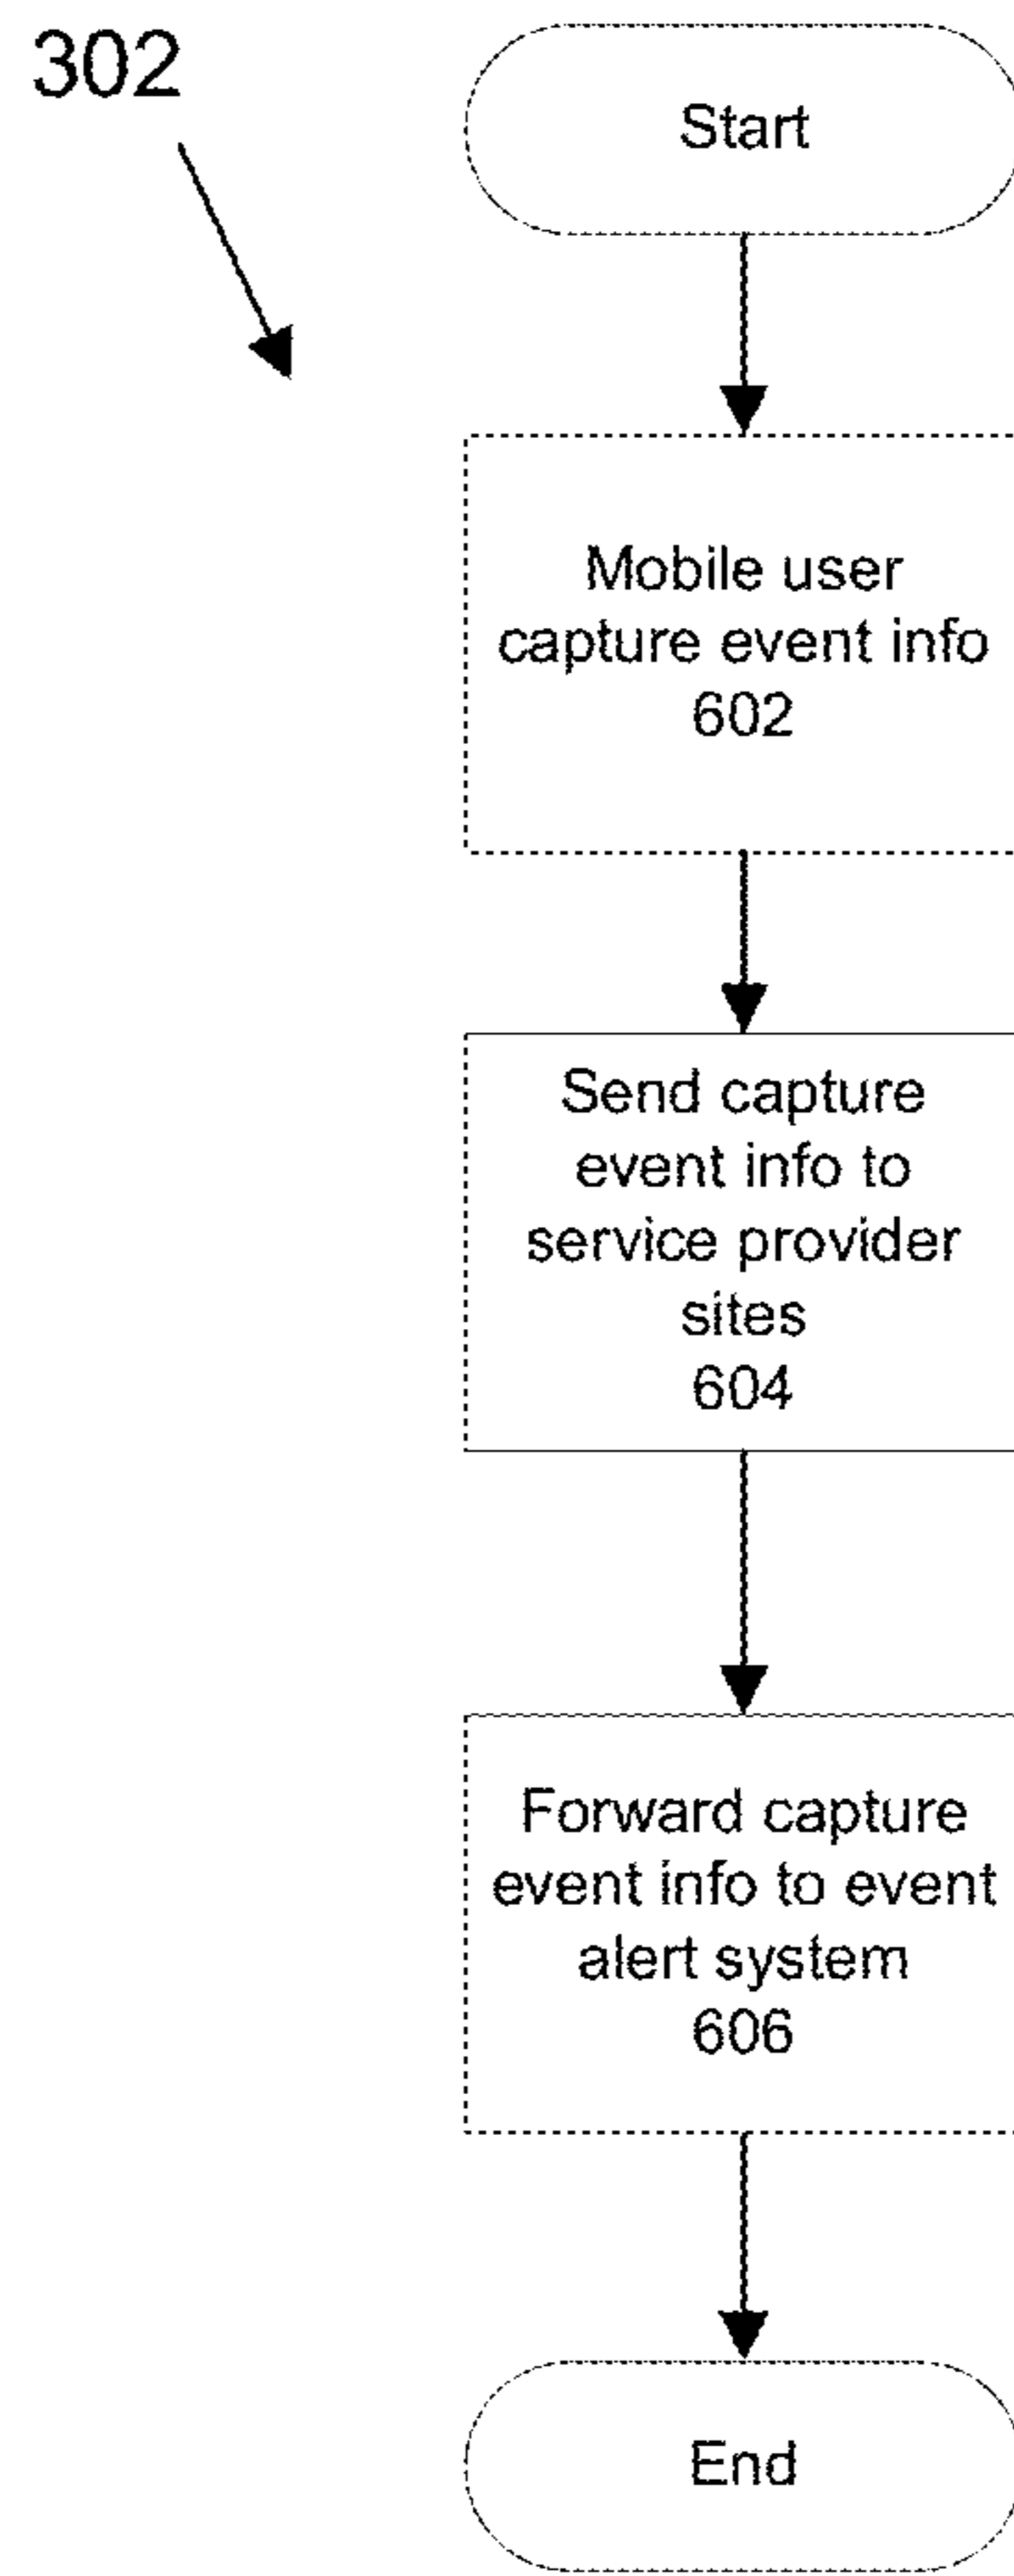 302
Start
Mobile user
capture event info
602
Send capture
event info to
service provider
sites
604
Forward capture
event info to event
alert system
606
End